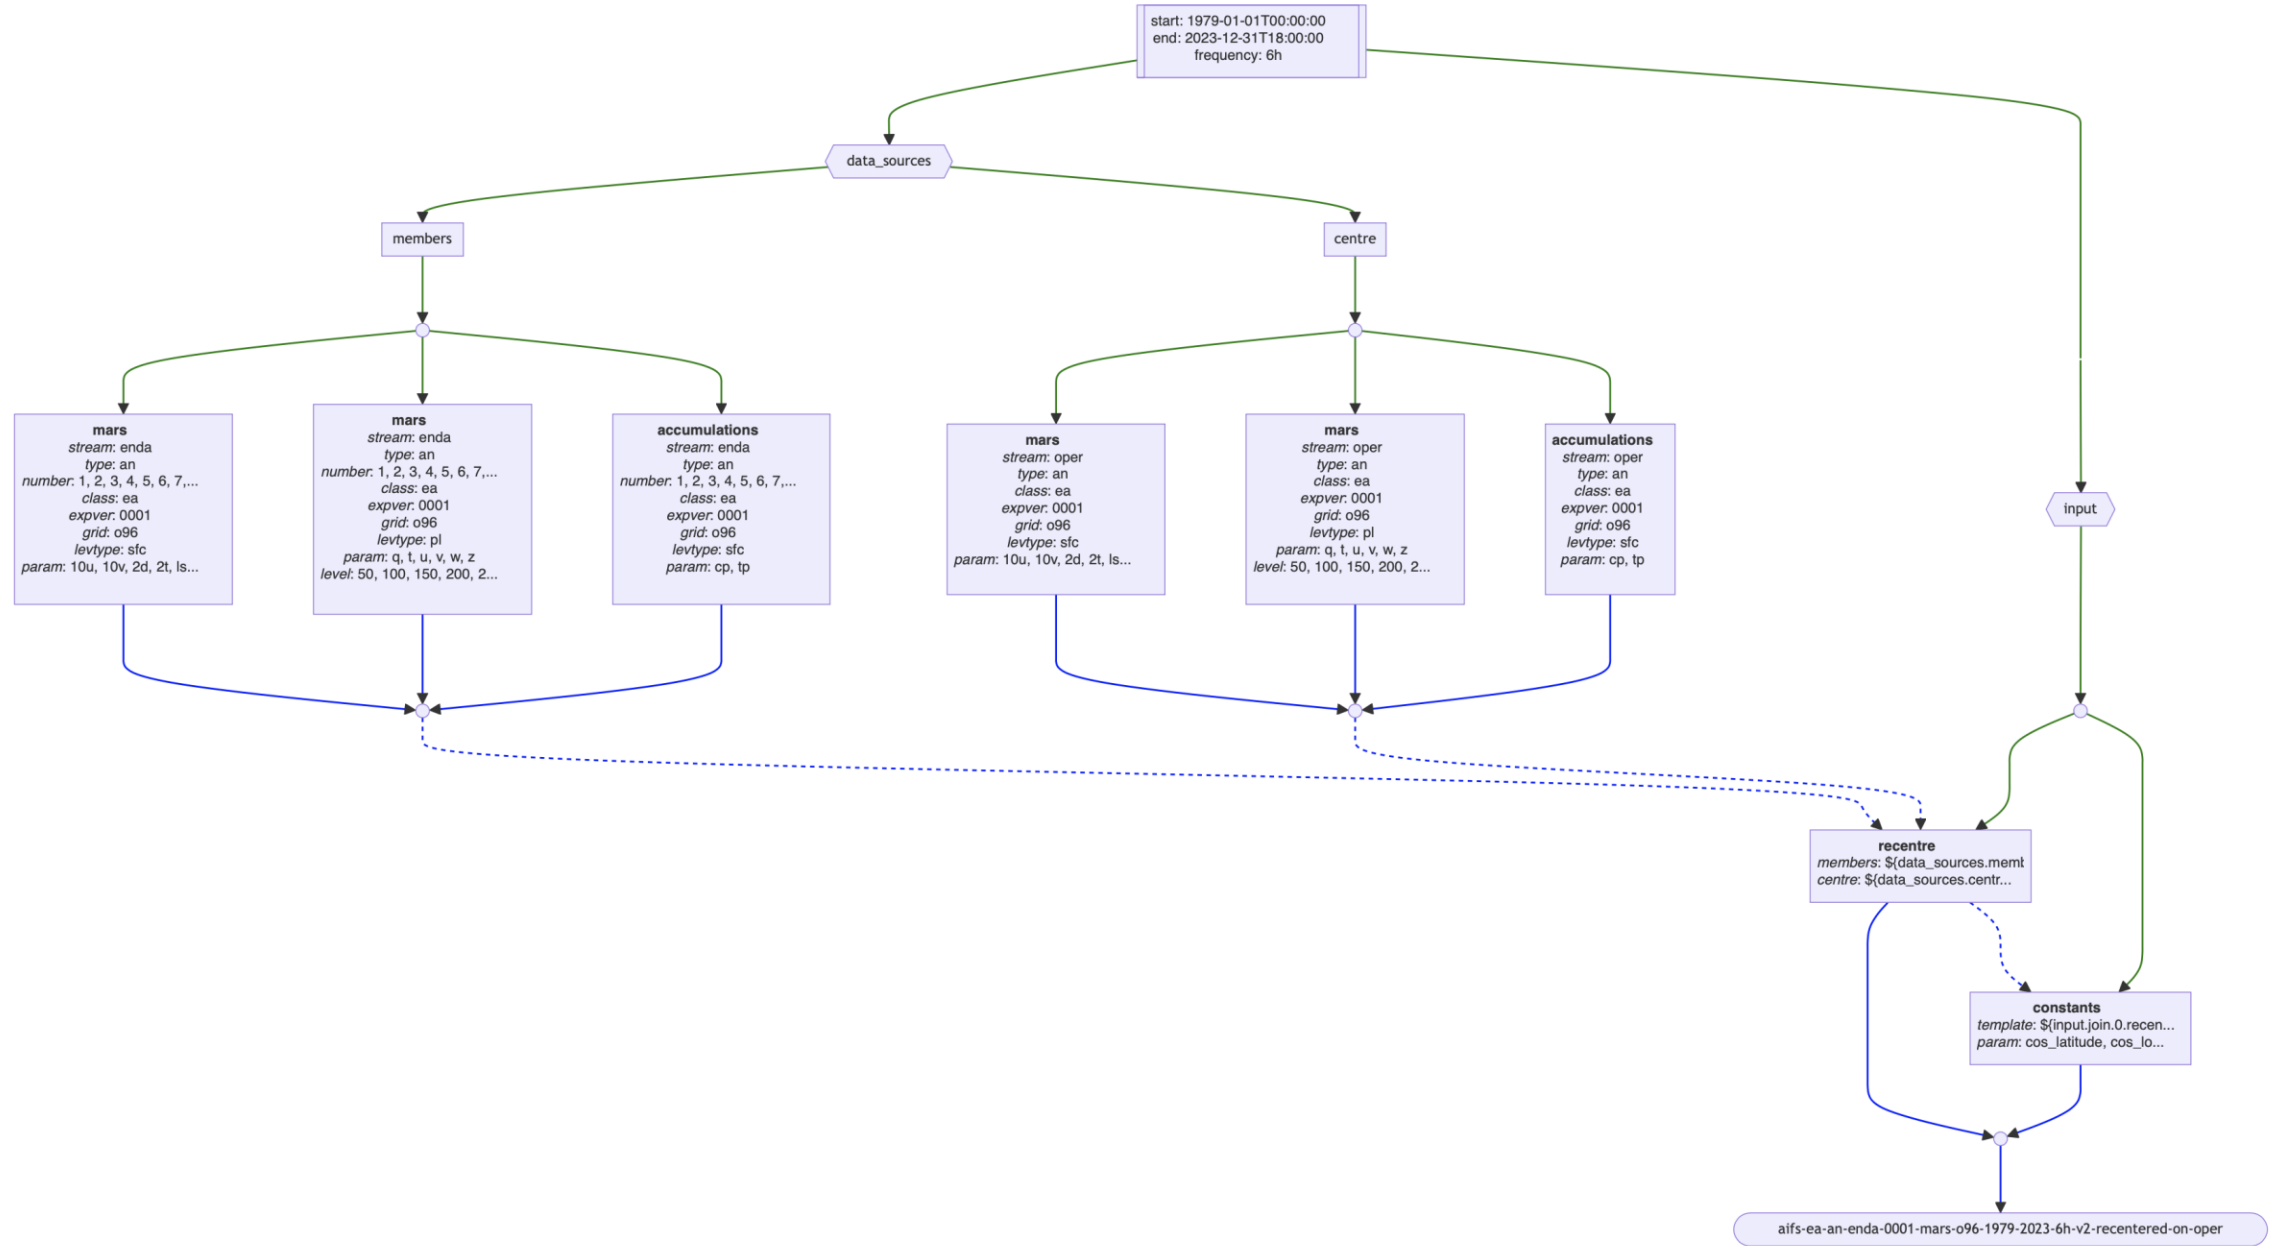 start: 1979-01-01T00:00:00
end: 2023-12-31T18:00:00
frequency: 6h
data_sources
members
centre
mars
stream: enda
type: an
number: 1, 2, 3, 4, 5, 6, 7,...
class: ea
expver: 0001
grid: o96
levtype: sfc
param: 10u, 10v, 2d, 2t, ls...
mars
stream: enda
type: an
number: 1, 2, 3, 4, 5, 6, 7,...
class: ea
expver: 0001
grid: o96
levtype: pl
param: q, t, u, v, w, z
level: 50, 100, 150, 200, 2...
accumulations
stream: enda
type: an
number: 1, 2, 3, 4, 5, 6, 7,...
class: ea
expver: 0001
grid: o96
levtype: sfc
param: cp, tp
mars
stream: oper
type: an
class: ea
expver: 0001
grid: o96
levtype: sfc
param: 10u, 10v, 2d, 2t, ls...
mars
stream: oper
type: an
class: ea
expver: 0001
grid: o96
levtype: pl
param: q, t, u, v, w, z
level: 50, 100, 150, 200, 2...
accumulations
stream: oper
type: an
class: ea
expver: 0001
grid: o96
levtype: sfc
param: cp, tp
input
recentre
members: ${data_sources.memb
centre: ${data_sources.centr...
constants
template: ${input.join.0.recen...
param: cos_latitude, cos_lo...
aifs-ea-an-enda-0001-mars-o96-1979-2023-6h-v2-recentered-on-oper